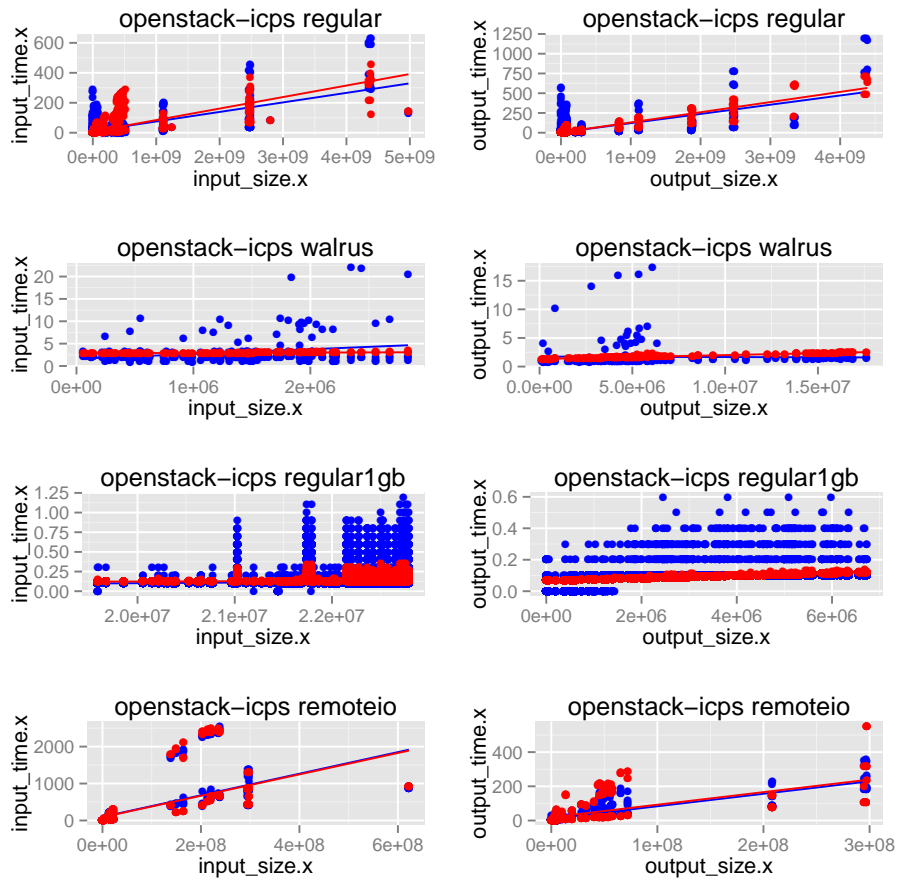 openstack−icps regular
input_time.x
600
400
200
0
0e+00 1e+09 2e+09 3e+09 4e+09 5e+09
input_size.x
openstack−icps regular
output_time.x
1250
1000
750
500
250
0
0e+00 1e+09 2e+09 3e+09 4e+09
output_size.x
openstack−icps walrus
input_time.x
20
15
10
5
0
0e+00 1e+06 2e+06
input_size.x
openstack−icps walrus
output_time.x
15
10
5
0
0.0e+00 5.0e+06 1.0e+07 1.5e+07
output_size.x
openstack−icps regular1gb
input_time.x
1.25
1.00
0.75
0.50
0.25
0.00
2.0e+07 2.1e+07 2.2e+07
input_size.x
openstack−icps regular1gb
output_time.x
0.6
0.4
0.2
0.0
0e+00 2e+06 4e+06 6e+06
output_size.x
openstack−icps remoteio
input_time.x
2000
1000
0
0e+00 2e+08 4e+08 6e+08
input_size.x
openstack−icps remoteio
output_time.x
400
200
0
0e+00 1e+08 2e+08 3e+08
output_size.x